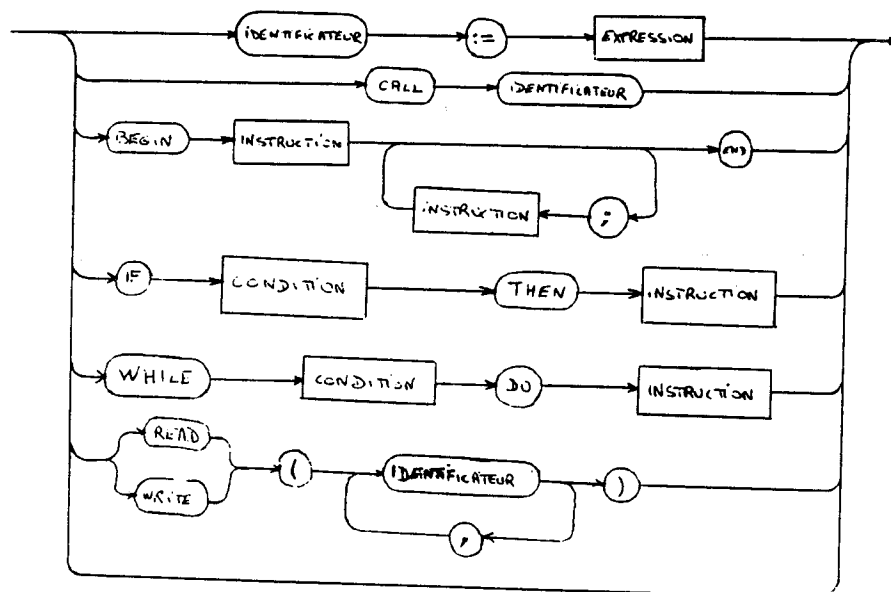 IDENTIFICATEUR := EXPRESSION
CALL IDENTIFICATEUR
BEGIN INSTRUCTION END
INSTRUCTION ;
IF CONDITION THEN INSTRUCTION
WHILE CONDITION DO INSTRUCTION
READ
( IDENTIFICATEUR )
WRITE
,